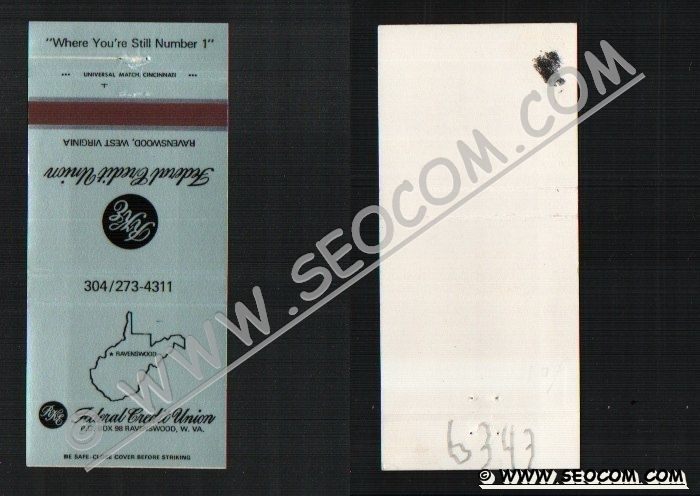 "Where You're Still Number 1"
UNIVERSAL MATCH, CINCINNATI
RAVENSWOOD, WEST VIRGINIA
Federal Credit Union
304/273-4311
★ RAVENSWOOD
Federal Credit Union
P.O. BOX 98 RAVENSWOOD, W. VA.
BE SAFE-CLOSE COVER BEFORE STRIKING
6343
© WWW.SEOCOM.COM
© WWW.SEOCOM.COM